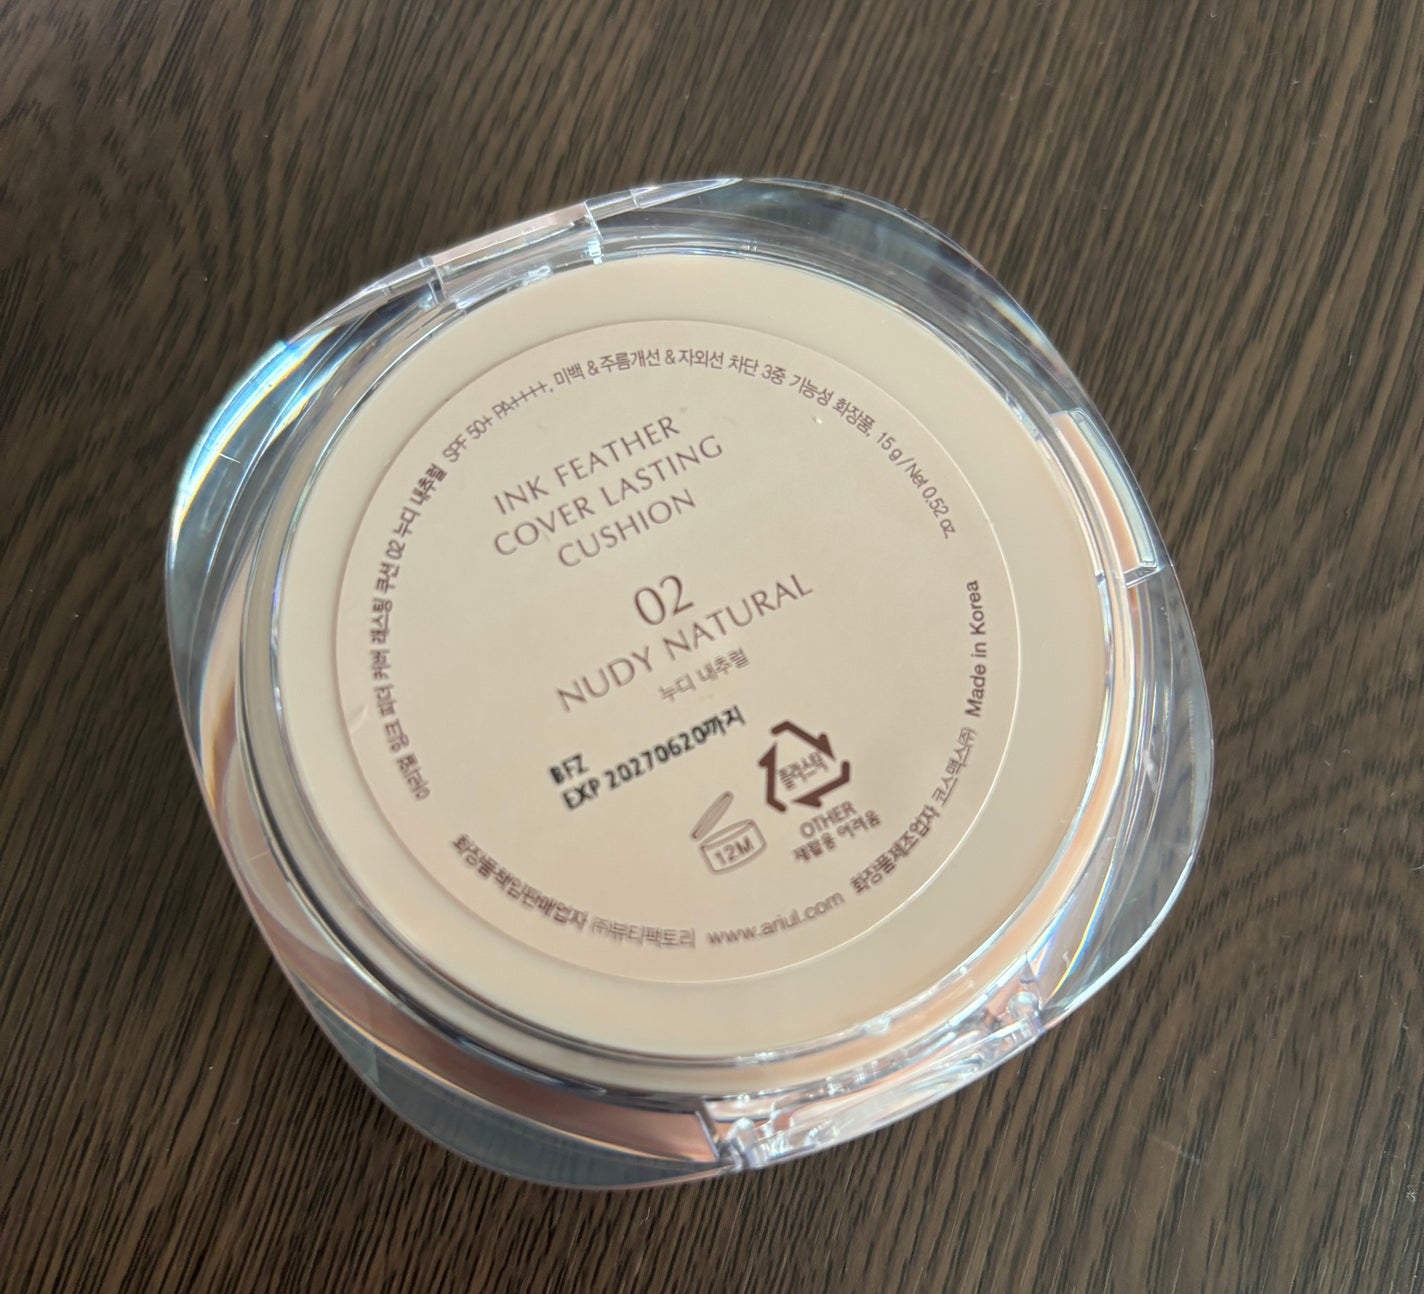 아리얼 잉크 피더 커버 래스팅 쿠션 02 누디 내추럴 SPF 50+ PA++++, 미백 & 주름개선 & 자외선 차단 3중 기능성 화장품, 15 g / Net 0.52 oz.
INK FEATHER
COVER LASTING
CUSHION
02
NUDY NATURAL
누디 내추럴
BFZ
EXP 20270620까지
12M
플라스틱
OTHER
재활용 어려움
화장품책임판매업자 ㈜뷰티팩토리 www.ariul.com 화장품제조업자 코스맥스㈜ Made in Korea